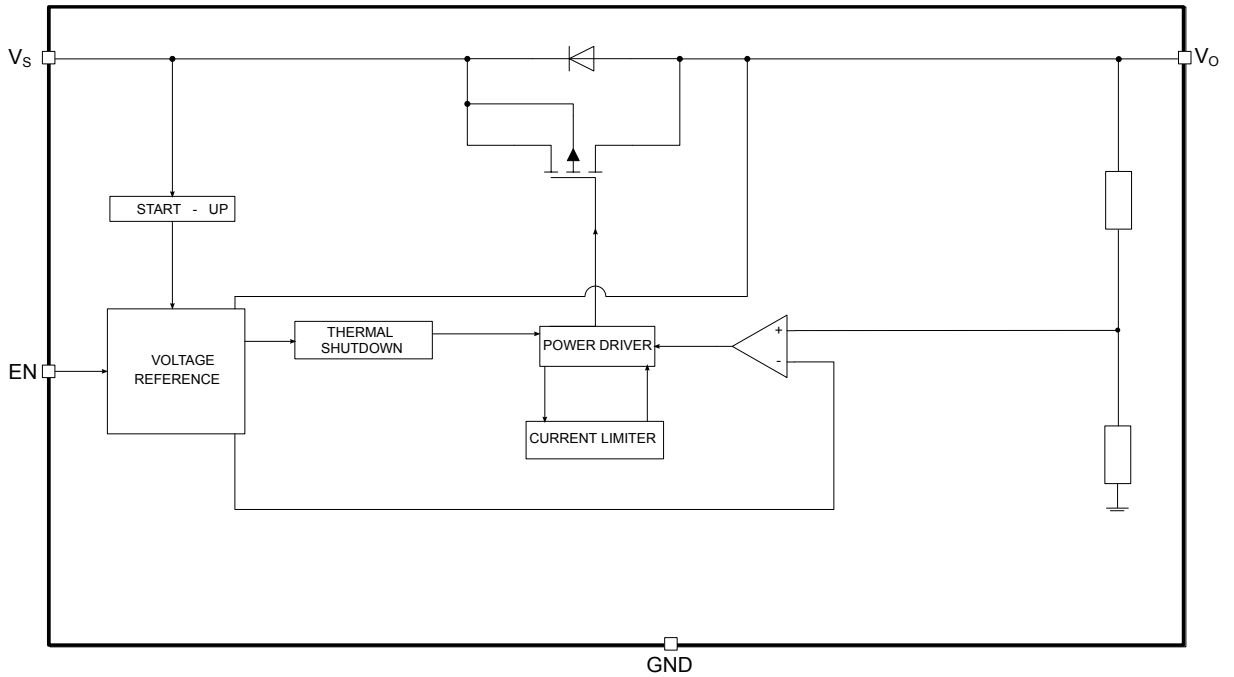 VS
VO
START - UP
VOLTAGE
REFERENCE
THERMAL
SHUTDOWN
POWER DRIVER
+
-
EN
CURRENT LIMITER
GND